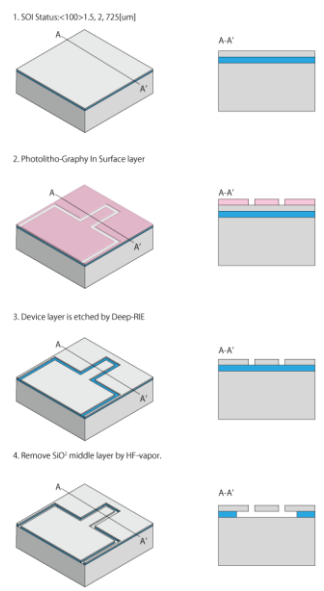 1. SOI Status:<100>1.5, 2, 725[um]
A
A'
A-A'
2. Photolitho-Graphy In Surface layer
A
A'
A-A'
3. Device layer is etched by Deep-RIE
A
A'
A-A'
4. Remove SiO² middle layer by HF-vapor.
A
A'
A-A'